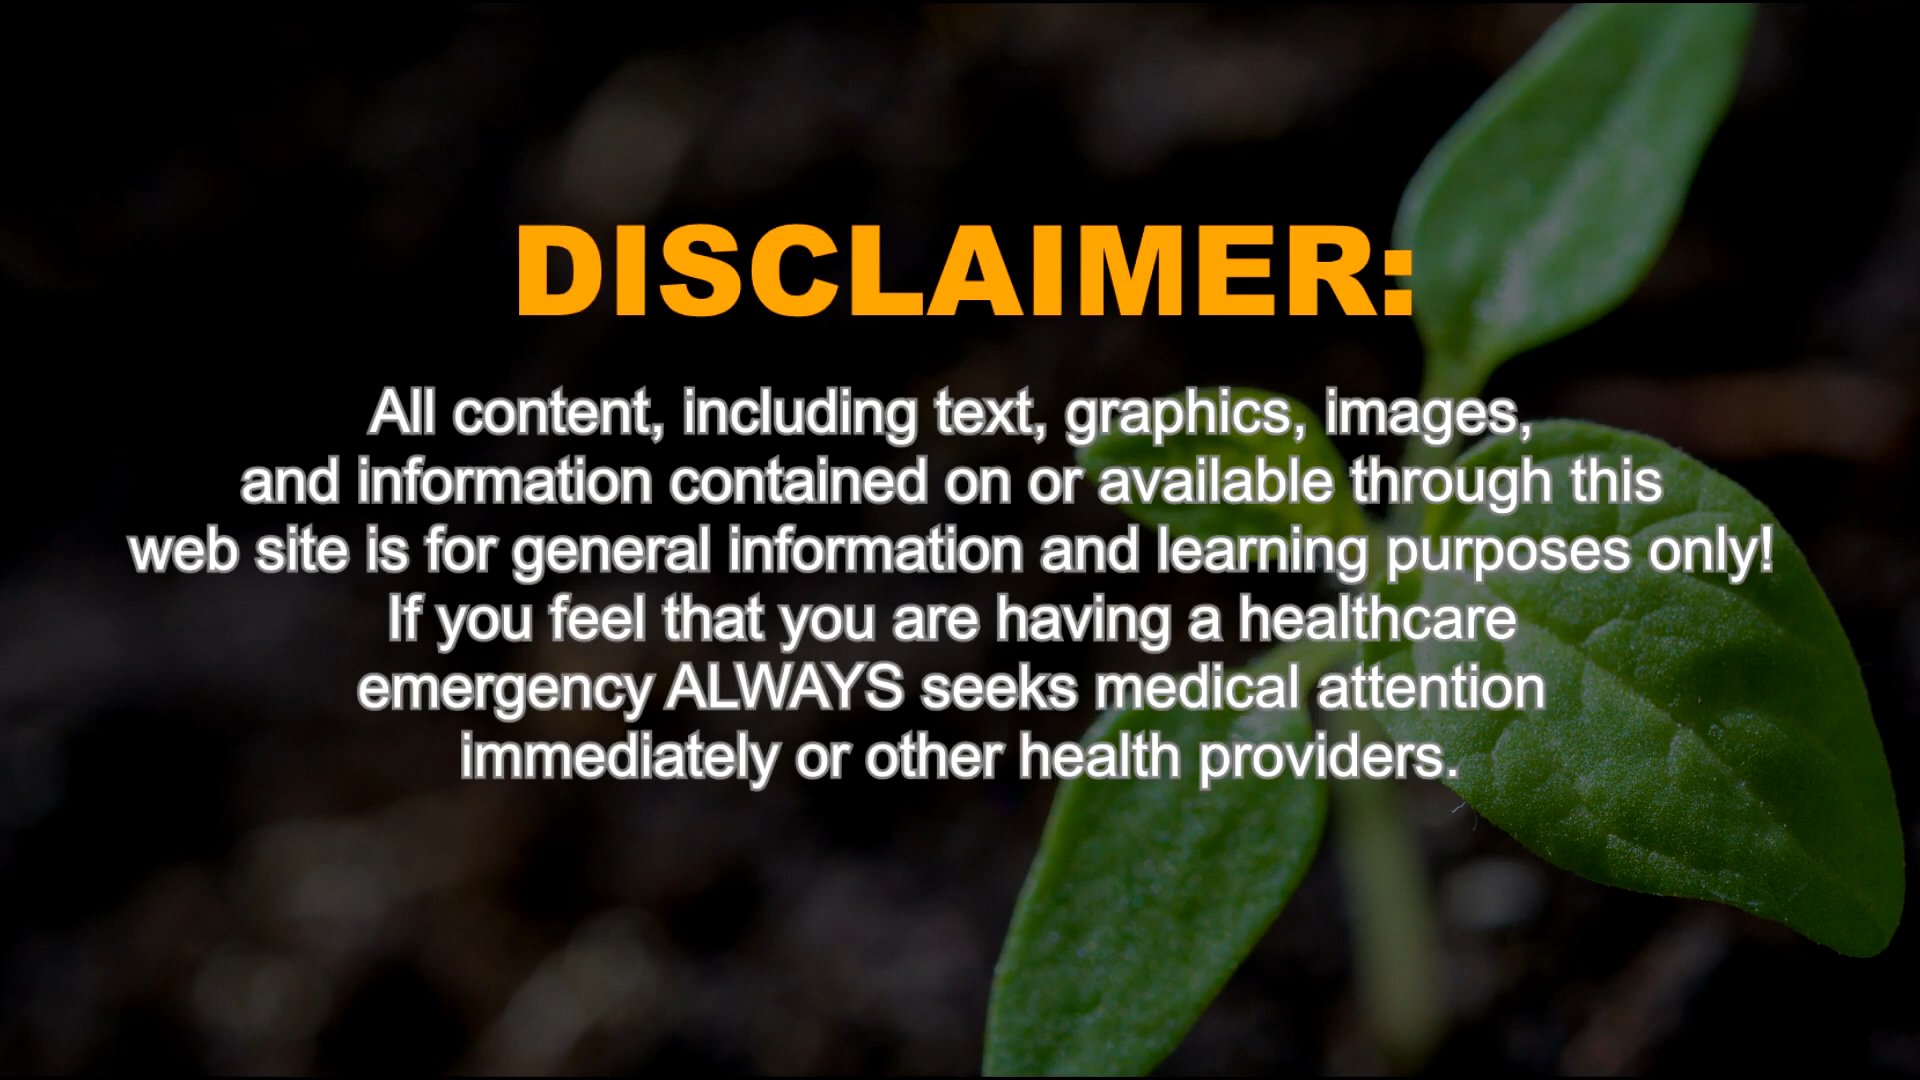 DISCLAIMER:
All content, including text, graphics, images,
and information contained on or available through this
web site is for general information and learning purposes only!
If you feel that you are having a healthcare
emergency ALWAYS seeks medical attention
immediately or other health providers.